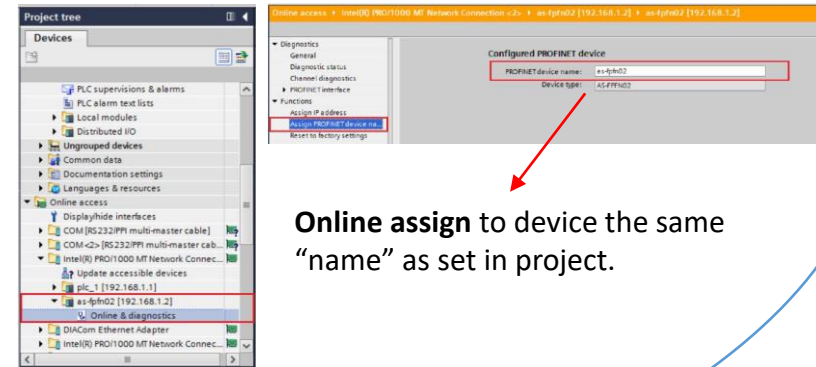 Project tree
Devices
PLC supervisions & alarms
PLC alarm text lists
Local modules
Distributed I/O
Ungrouped devices
Common data
Documentation settings
Languages & resources
Online access
Display/hide interfaces
COM [RS232/PPI multi-master cable]
COM <2> [RS232/PPI multi-master cab...
Intel(R) PRO/1000 MT Network Connec...
Update accessible devices
plc_1 [192.168.1.1]
as-fpfn02 [192.168.1.2]
Online & diagnostics
DIACom Ethernet Adapter
Intel(R) PRO/1000 MT Network Connec...
Online access > Intel(R) PRO/1000 MT Network Connection <2> > as-fpfn02 [192.168.1.2] > as-fpfn02 [192.168.1.2]
Diagnostics
General
Diagnostic status
Channel diagnostics
PROFINET interface
Functions
Assign IP address
Assign PROFINET device na...
Reset to factory settings
Configured PROFINET device
PROFINET device name: as-fpfn02
Device type: AS-FPFN02
Online assign to device the same
“name” as set in project.